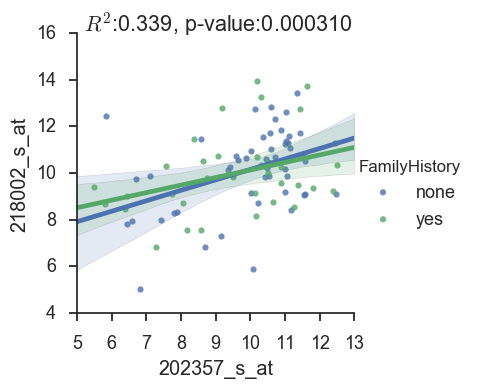 R²:0.339, p-value:0.000310
16
14
12
10
8
6
4
218002_s_at
5 6 7 8 9 10 11 12 13
202357_s_at
FamilyHistory
none
yes